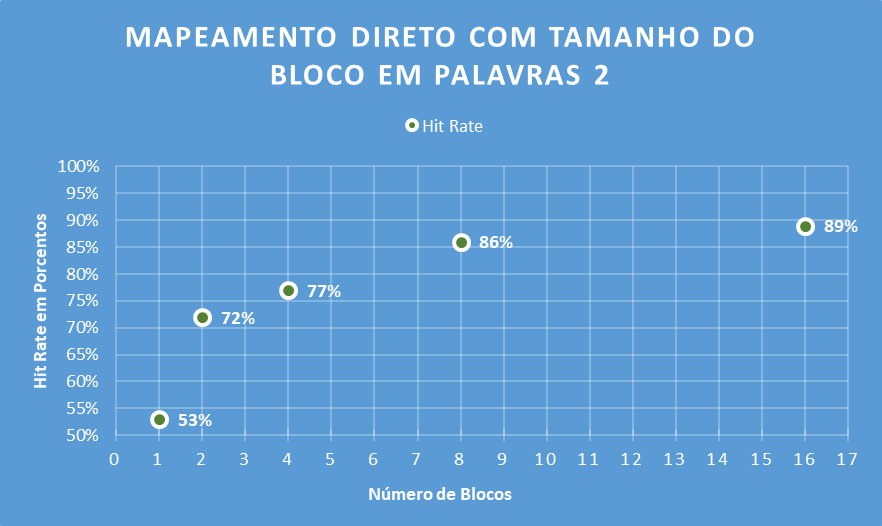 MAPEAMENTO DIRETO COM TAMANHO DO
BLOCO EM PALAVRAS 2
Hit Rate
Hit Rate em Porcentos
100%
95%
90%
85%
80%
75%
70%
65%
60%
55%
50%
53%
72%
77%
86%
89%
0 1 2 3 4 5 6 7 8 9 10 11 12 13 14 15 16 17
Número de Blocos